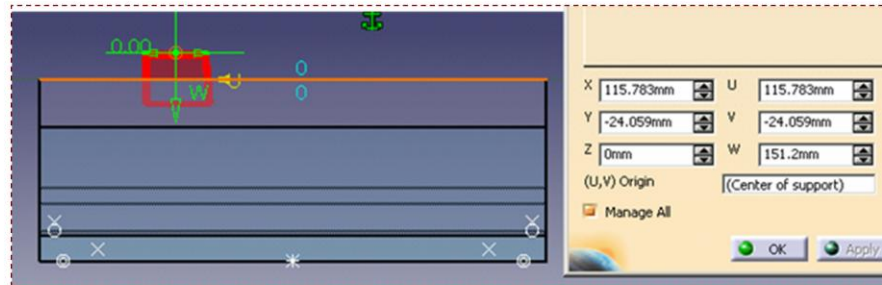 0.00
0
0
W
U
X 115.783mm U 115.783mm
Y -24.059mm V -24.059mm
Z 0mm W 151.2mm
(U,V) Origin (Center of support)
Manage All
OK Apply